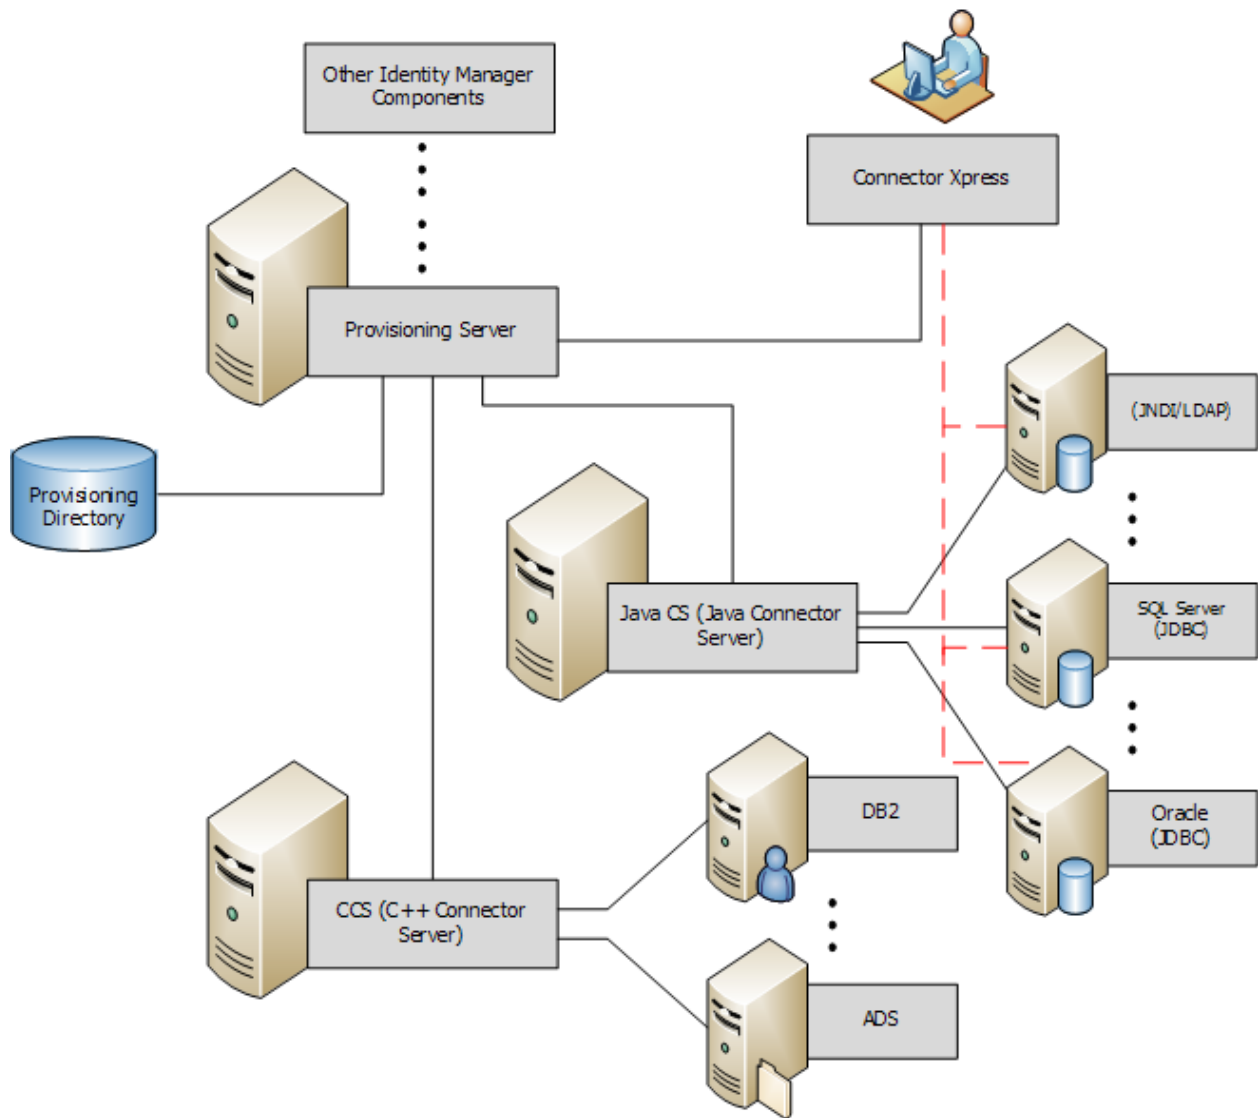 Other Identity Manager
Components
Connector Xpress
Provisioning Server
(JNDI/LDAP)
Provisioning
Directory
Java CS (Java Connector
Server)
SQL Server
(JDBC)
DB2
Oracle
(JDBC)
CCS (C++ Connector
Server)
ADS